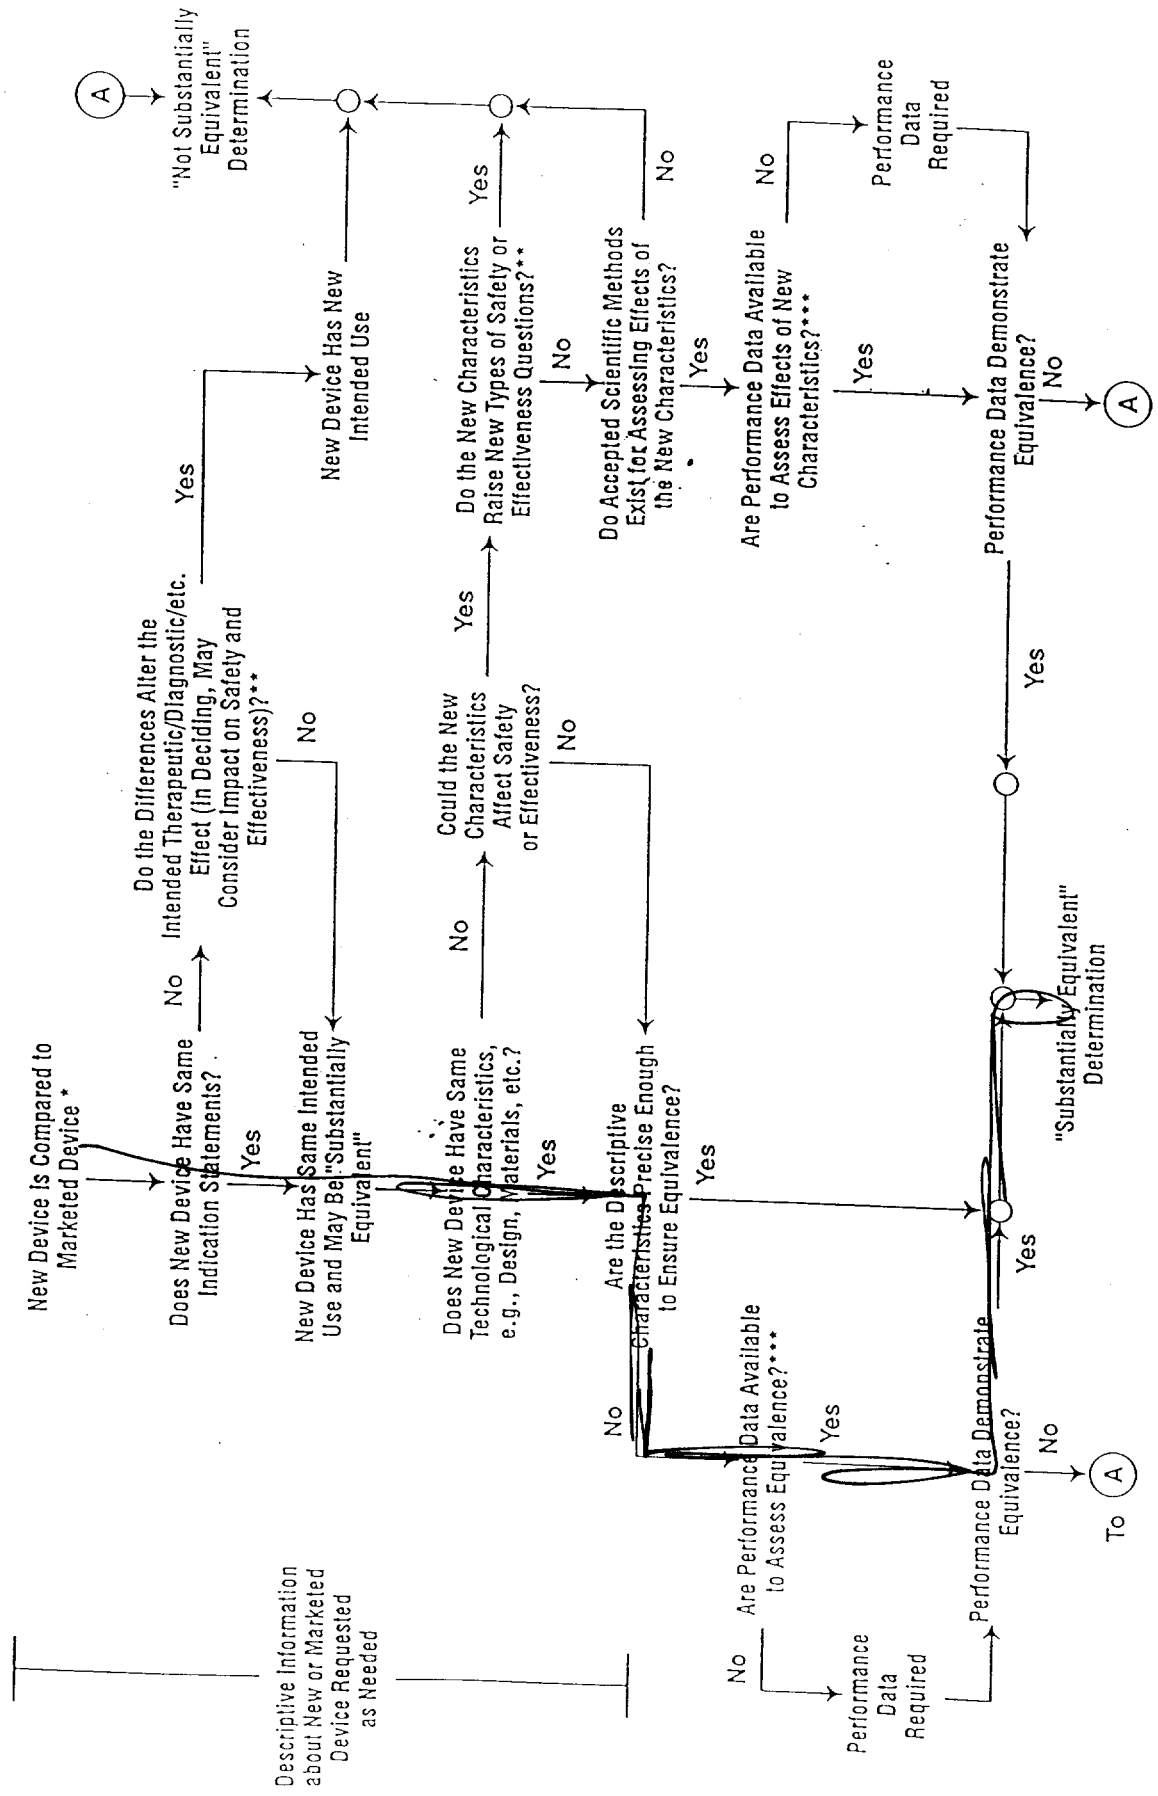 New Device is Compared to
Marketed Device *
Descriptive Information
about New or Marketed
Device Requested
as Needed
Does New Device Have Same
Indication Statements?
No
Do the Differences Alter the
Intended Therapeutic/Diagnostic/etc.
Effect (in Deciding, May
Consider Impact on Safety and
Effectiveness)?**
Yes
"Not Substantially
Equivalent"
Determination
A
Yes
No
New Device Has Same Intended
Use and May Be "Substantially
Equivalent"
New Device Has New
Intended Use
Does New Device Have Same
Technological Characteristics,
e.g., Design, Materials, etc.?
No
Could the New
Characteristics
Affect Safety
or Effectiveness?
Yes
Do the New Characteristics
Raise New Types of Safety or
Effectiveness Questions?**
Yes
Yes
No
No
Are the Descriptive
Characteristics Precise Enough
to Ensure Equivalence?
No
Do Accepted Scientific Methods
Exist for Assessing Effects of
the New Characteristics?
No
Yes
Yes
Are Performance Data Available
to Assess Equivalence?***
No
Are Performance Data Available
to Assess Effects of New
Characteristics?***
No
Performance
Data
Required
Yes
Yes
Performance
Data
Required
Performance Data Demonstrate
Equivalence?
Yes
Performance Data Demonstrate
Equivalence?
Yes
No
No
To
A
"Substantially Equivalent"
Determination
A